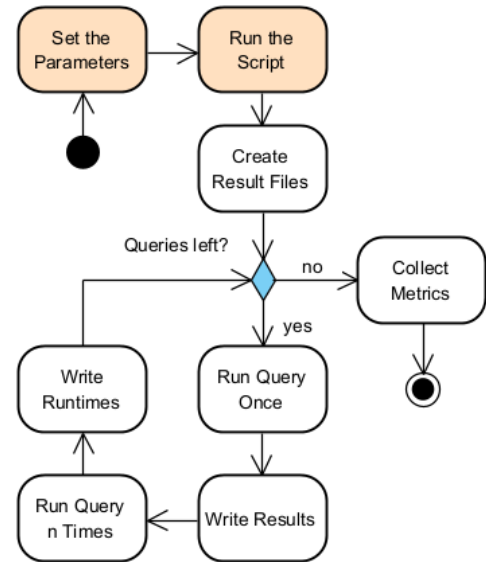 Set the
Parameters
Run the
Script
Create
Result Files
Queries left?
no
Collect
Metrics
yes
Write
Runtimes
Run Query
Once
Run Query
n Times
Write Results